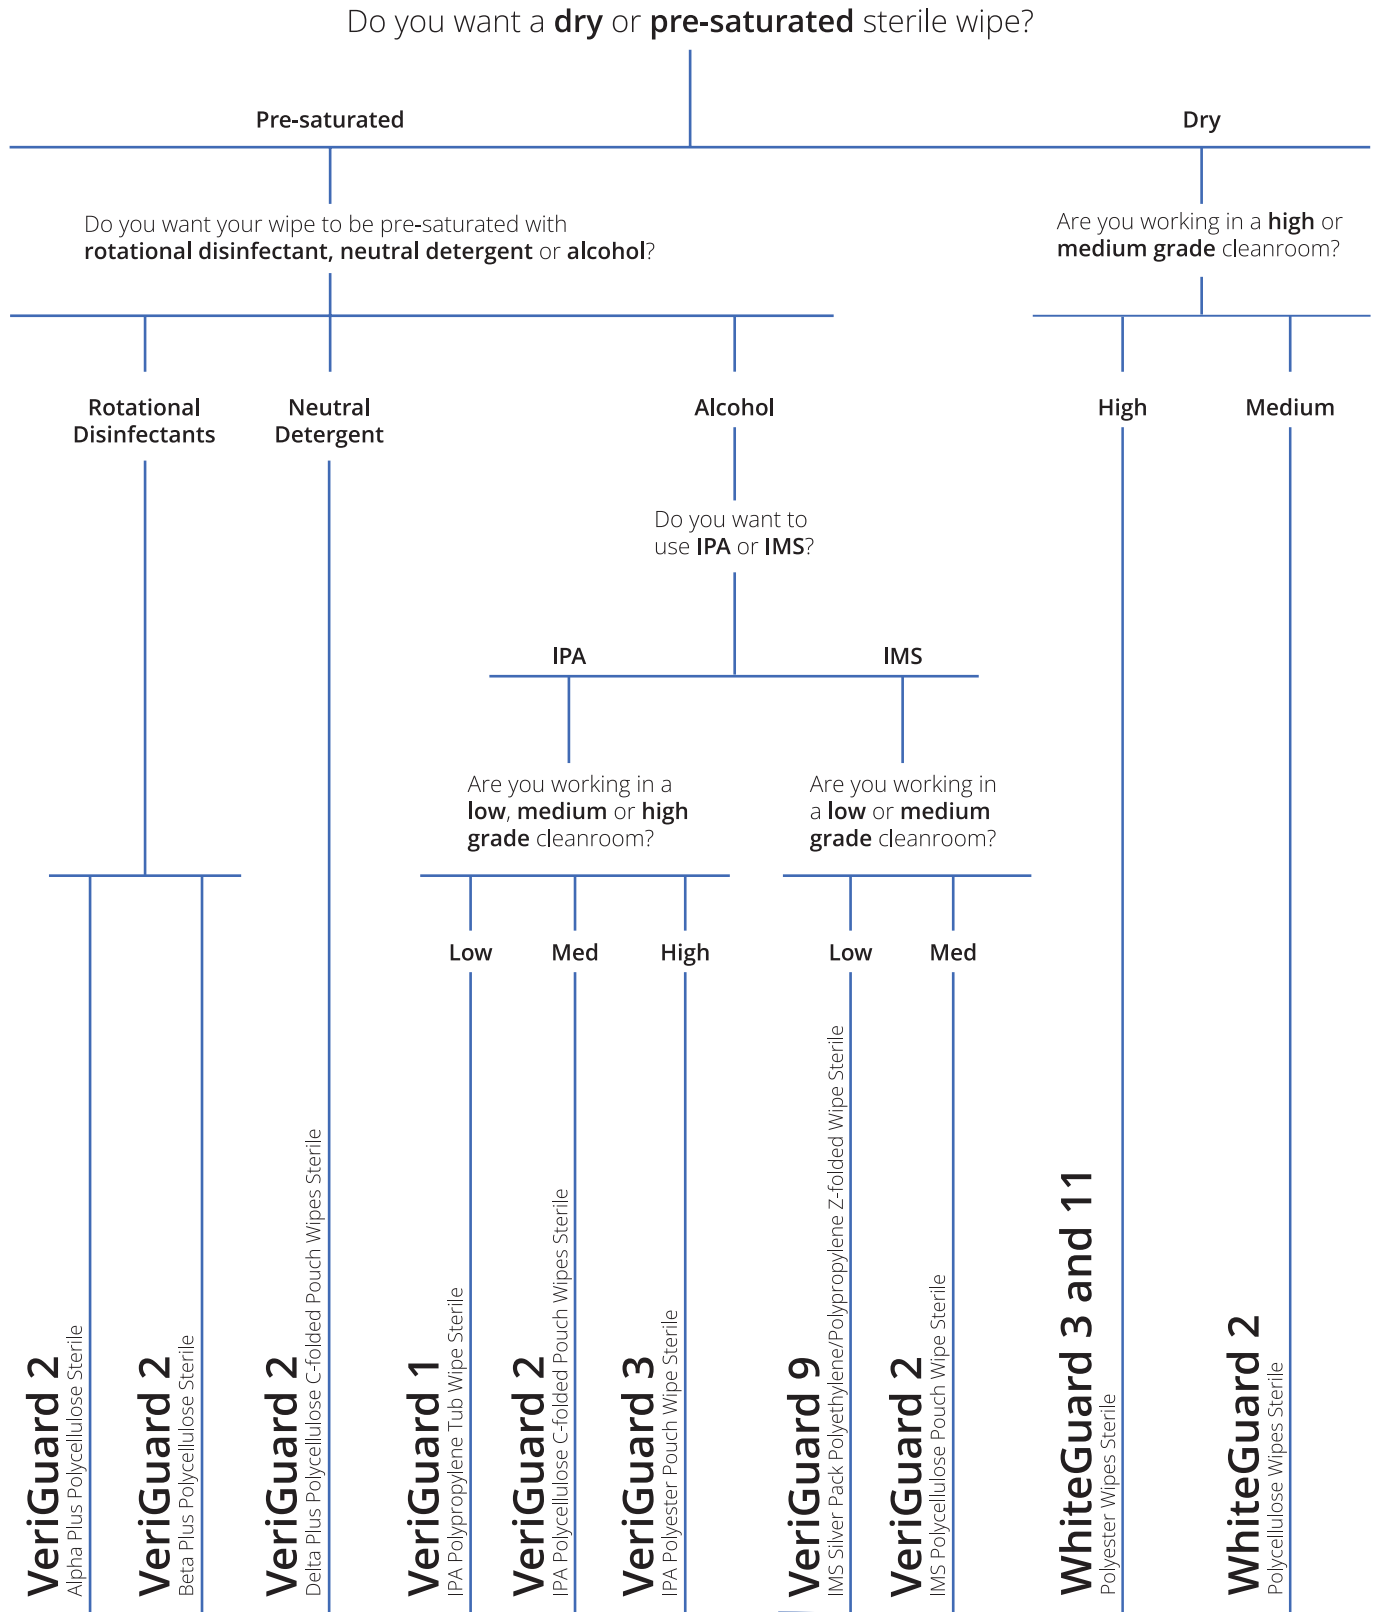 Do you want a dry or pre-saturated sterile wipe?
Pre-saturated
Dry
Do you want your wipe to be pre-saturated with
rotational disinfectant, neutral detergent or alcohol?
Are you working in a high or
medium grade cleanroom?
Rotational
Disinfectants
Neutral
Detergent
Alcohol
High
Medium
Do you want to
use IPA or IMS?
IPA
IMS
Are you working in a
low, medium or high
grade cleanroom?
Are you working in
a low or medium
grade cleanroom?
Low
Med
High
Low
Med
VeriGuard 2
Alpha Plus Polycellulose Sterile
VeriGuard 2
Beta Plus Polycellulose Sterile
VeriGuard 2
Delta Plus Polycellulose C-folded Pouch Wipes Sterile
VeriGuard 1
IPA Polypropylene Tub Wipe Sterile
VeriGuard 2
IPA Polycellulose C-folded Pouch Wipes Sterile
VeriGuard 3
IPA Polyester Pouch Wipe Sterile
VeriGuard 9
IMS Silver Pack Polyethylene/Polypropylene Z-folded Wipe Sterile
VeriGuard 2
IMS Polycellulose Pouch Wipe Sterile
WhiteGuard 3 and 11
Polyester Wipes Sterile
WhiteGuard 2
Polycellulose Wipes Sterile